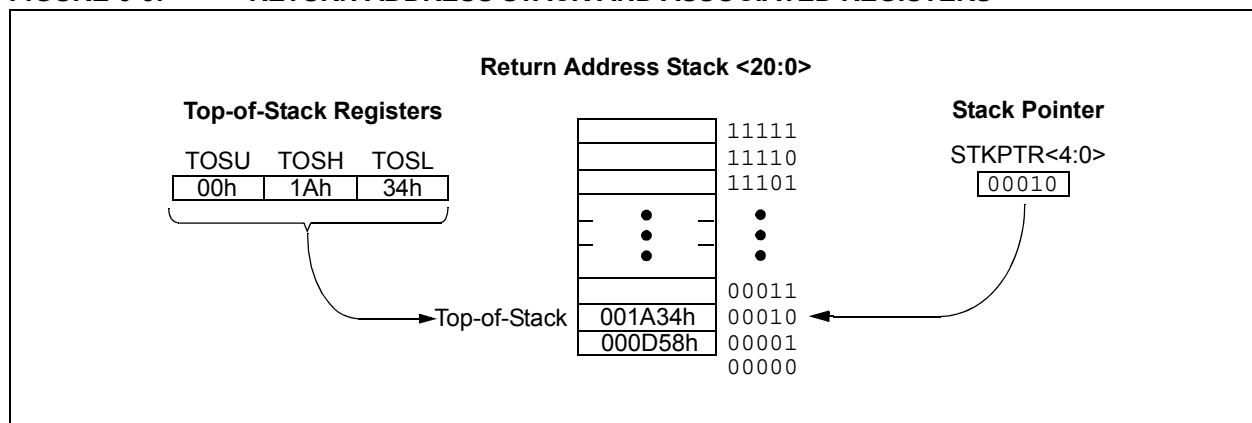 Return Address Stack <20:0>
Top-of-Stack Registers
Stack Pointer
11111
TOSU TOSH TOSL
11110
STKPTR<4:0>
00h 1Ah 34h
11101
00010
00011
Top-of-Stack 001A34h 00010
000D58h 00001
00000